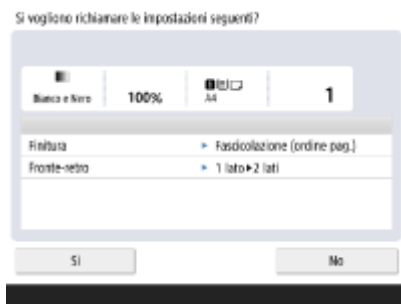 Si vogliono richiamare le impostazioni seguenti?
Bianco e Nero
100%
A4
1
Finitura ▸ Fascicolazione (ordine pag.)
Fronte-retro ▸ 1 lato▸2 lati
Sì
No